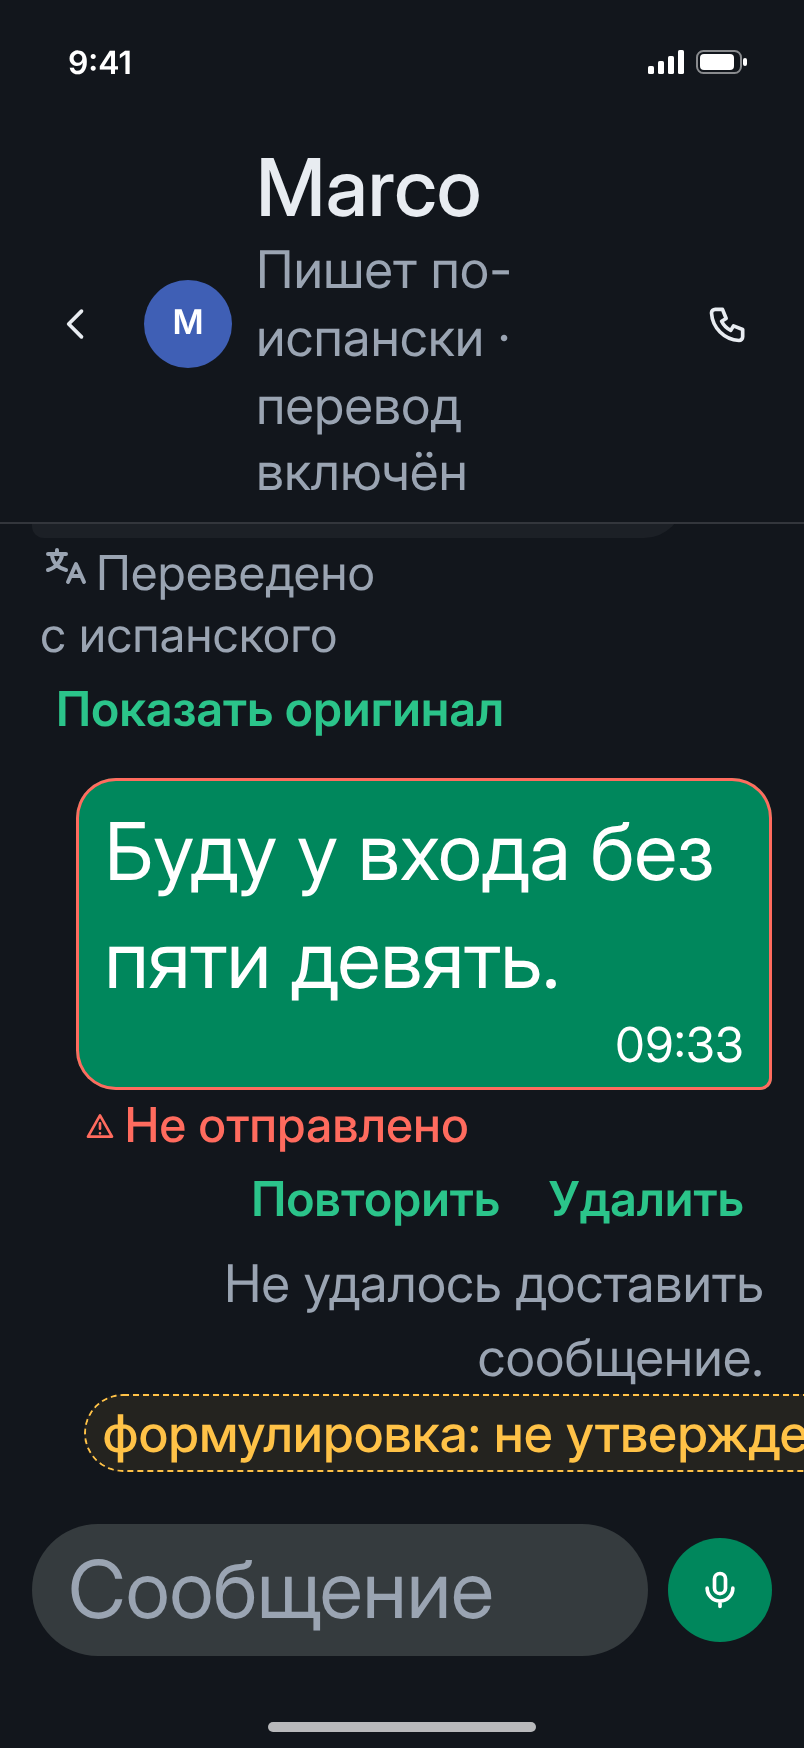 9:41
Marco
Пишет по-
испански ·
перевод
включён
M
Переведено
с испанского
Показать оригинал
Буду у входа без
пяти девять.
09:33
Не отправлено
Повторить Удалить
Не удалось доставить
сообщение.
формулировка: не
Сообщение